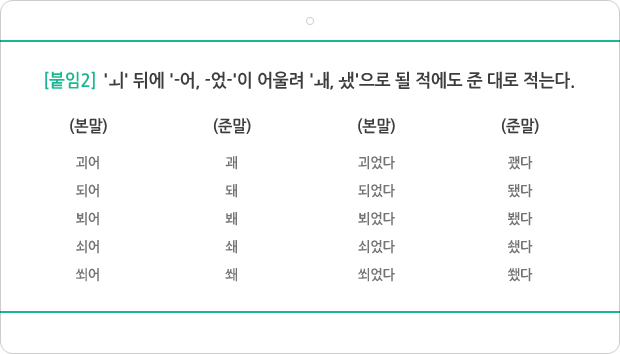 [붙임2] 'ㅚ' 뒤에 '-어, -었-'이 어울려 'ㅙ, ㅙㅆ'으로 될 적에도 준 대로 적는다.
(본말) (준말) (본말) (준말)
괴어 괘 괴었다 괬다
되어 돼 되었다 됐다
뵈어 봬 뵈었다 뵀다
쇠어 쇄 쇠었다 쇘다
쐬어 쐐 쐬었다 쐤다